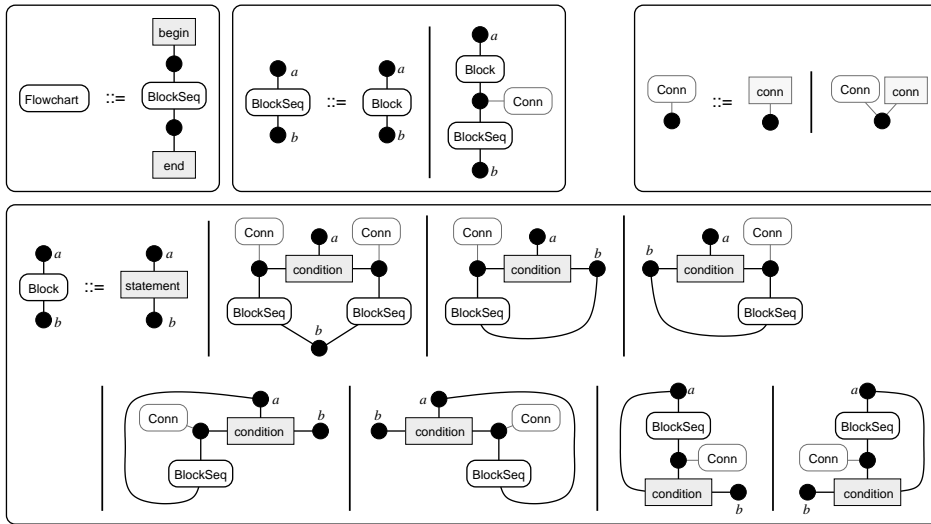 Flowchart ::= begin
BlockSeq
end
a
BlockSeq
b
::=
a
Block
b
a
Block
Conn
BlockSeq
b
Conn ::= conn
Conn conn
a
Block
b
::=
a
statement
b
Conn a Conn
condition
BlockSeq BlockSeq
b
Conn a b
condition
BlockSeq
b a Conn
condition
BlockSeq
a
Conn b
condition
BlockSeq
a
b Conn
condition
BlockSeq
a
BlockSeq
Conn
condition b
a
BlockSeq
Conn
b condition